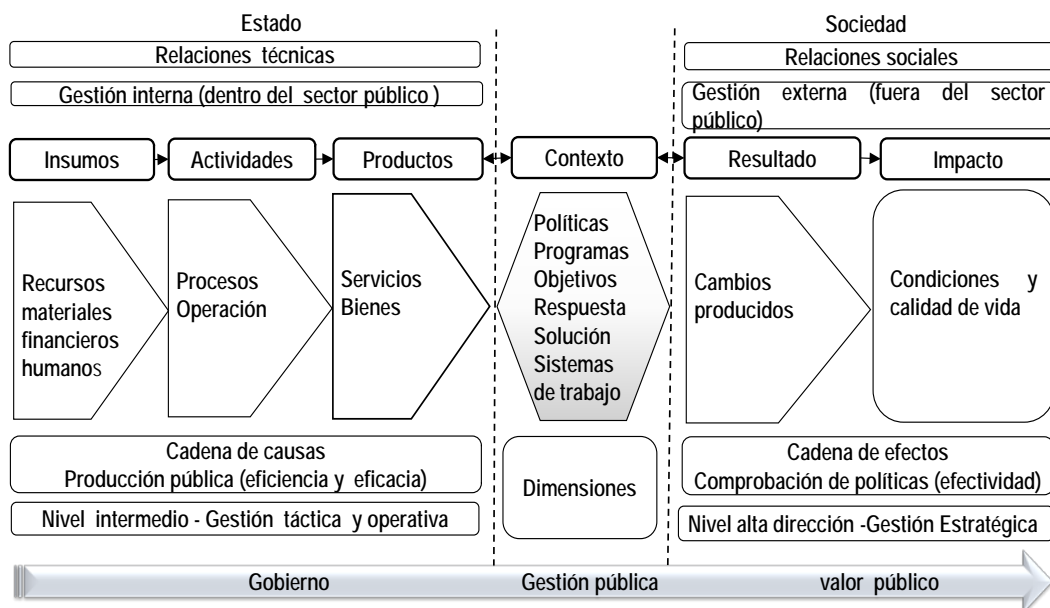 Estado
Sociedad
Relaciones técnicas
Relaciones sociales
Gestión interna (dentro del sector público )
Gestión externa (fuera del sector
público)
Insumos
Actividades
Productos
Contexto
Resultado
Impacto
Recursos
materiales
financieros
humanos
Procesos
Operación
Servicios
Bienes
Políticas
Programas
Objetivos
Respuesta
Solución
Sistemas
de trabajo
Cambios
producidos
Condiciones y
calidad de vida
Cadena de causas
Producción pública (eficiencia y eficacia)
Dimensiones
Cadena de efectos
Comprobación de políticas (efectividad)
Nivel intermedio - Gestión táctica y operativa
Nivel alta dirección -Gestión Estratégica
Gobierno
Gestión pública
valor público